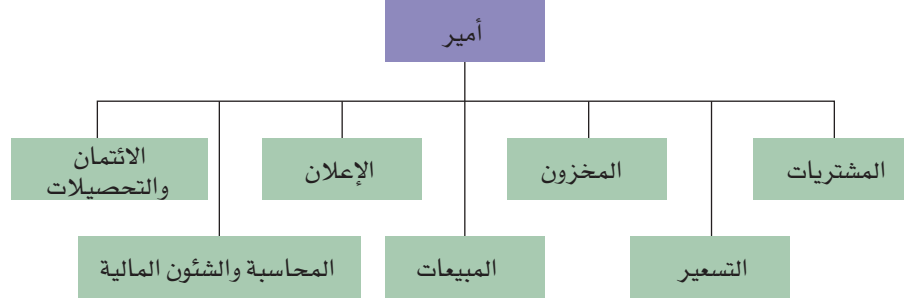 أمير
المشتريات
المخزون
الإعلان
الائتمان
والتحصيلات
التسعير
المبيعات
المحاسبة والشئون المالية